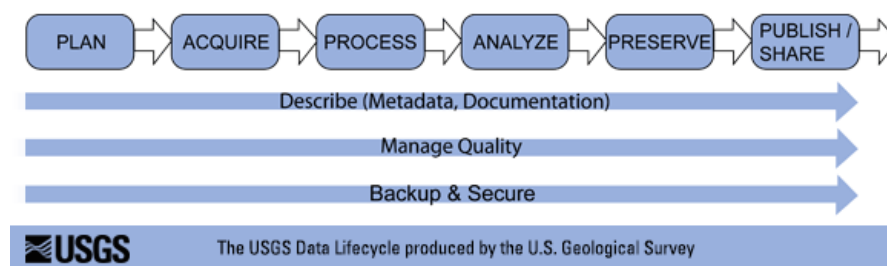 PLAN
ACQUIRE
PROCESS
ANALYZE
PRESERVE
PUBLISH /
SHARE
Describe (Metadata, Documentation)
Manage Quality
Backup & Secure
USGS
The USGS Data Lifecycle produced by the U.S. Geological Survey